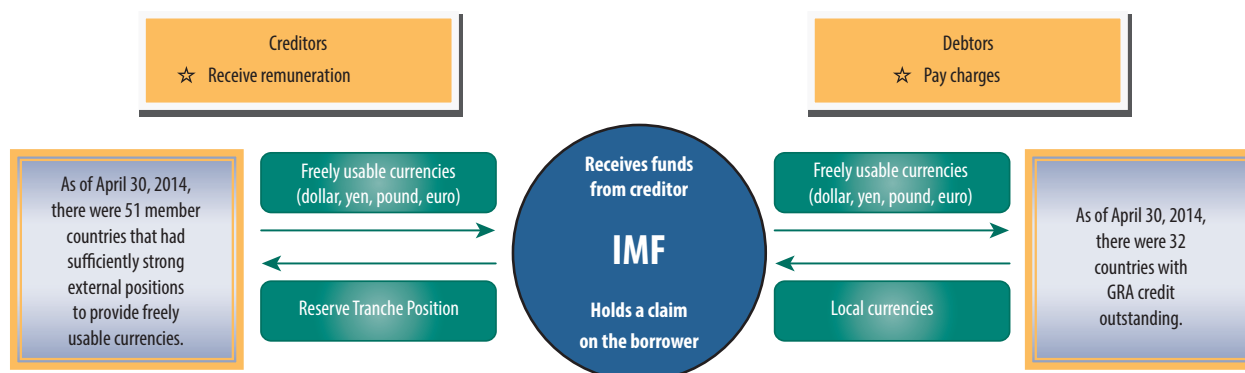 Creditors
☆ Receive remuneration
Debtors
☆ Pay charges
As of April 30, 2014,
there were 51 member
countries that had
sufficiently strong
external positions
to provide freely
usable currencies.
Freely usable currencies
(dollar, yen, pound, euro)
Reserve Tranche Position
Receives funds
from creditor
IMF
Holds a claim
on the borrower
Freely usable currencies
(dollar, yen, pound, euro)
Local currencies
As of April 30, 2014,
there were 32
countries with
GRA credit
outstanding.